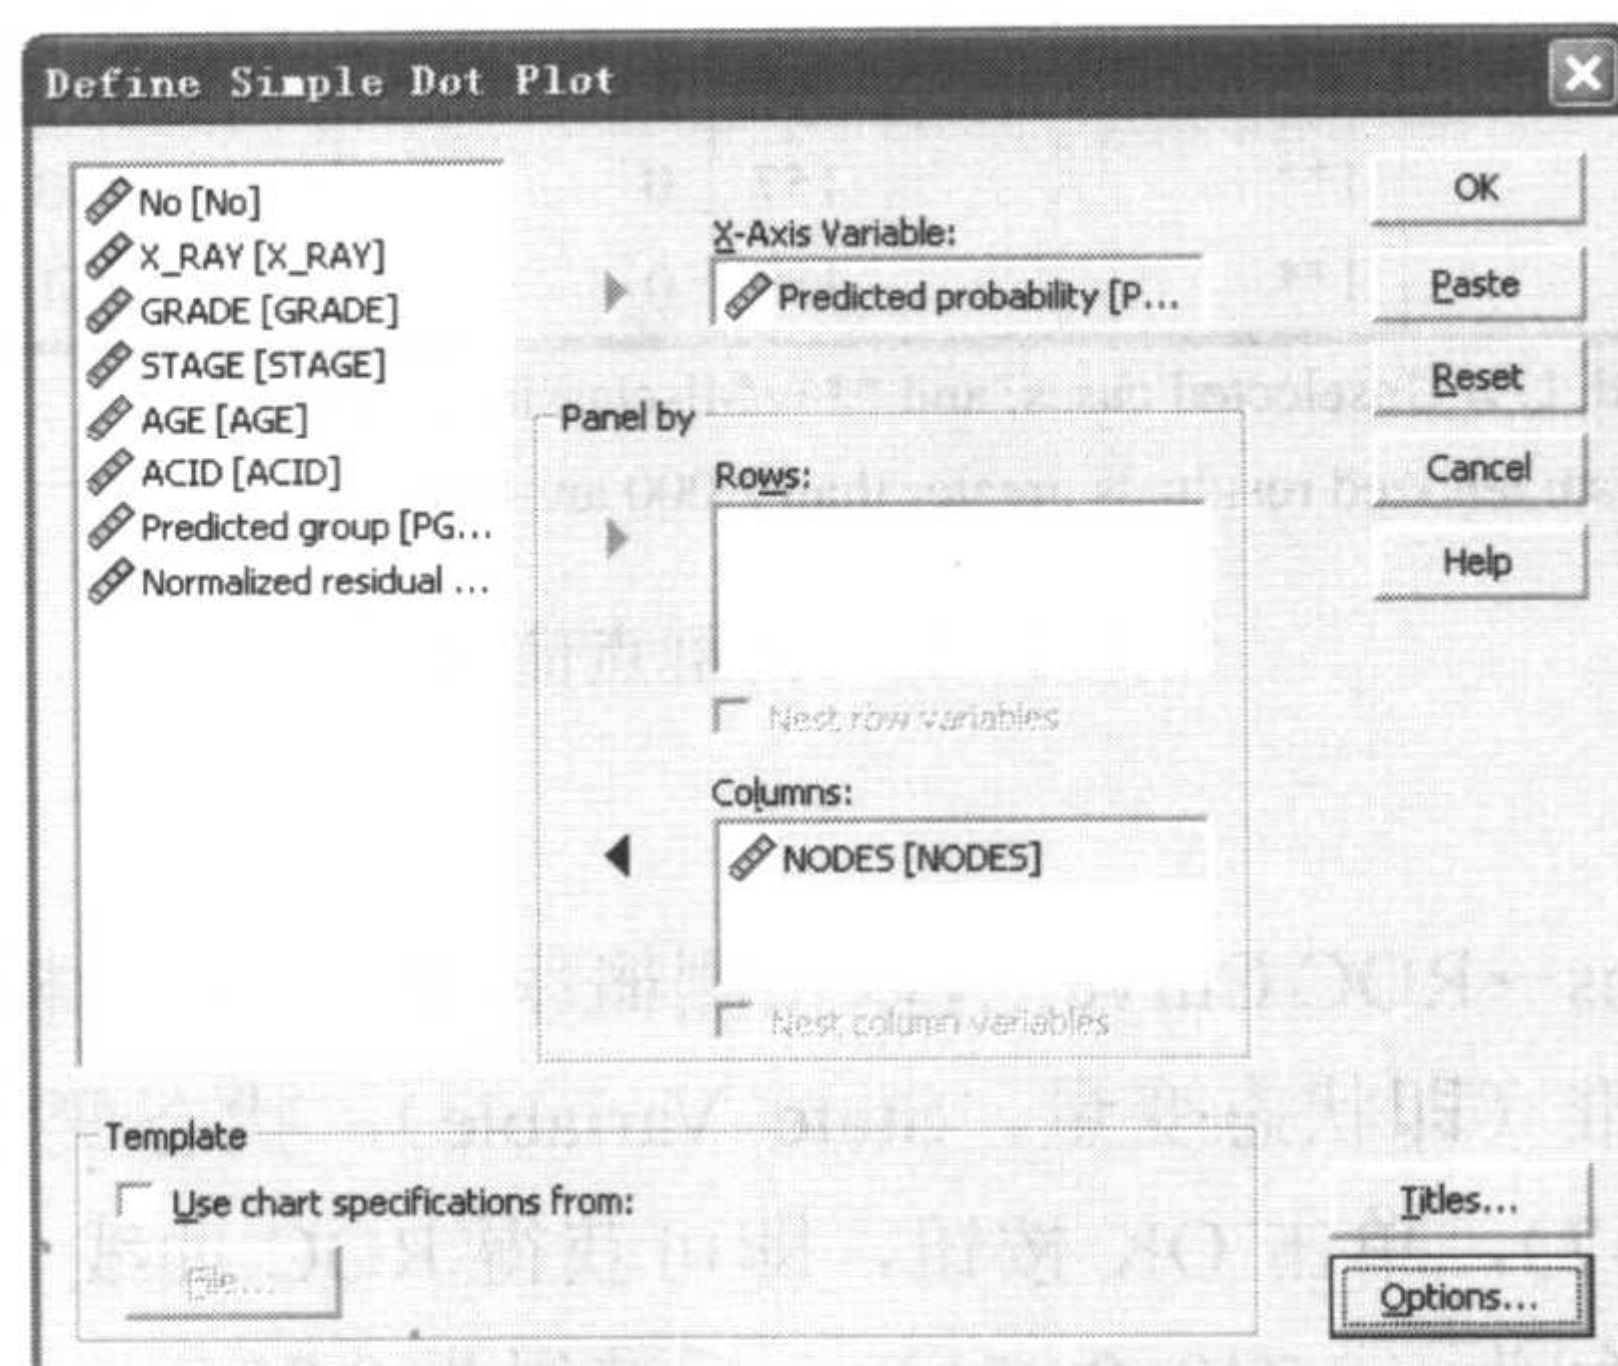 Define Simple Dot Plot
No [No]
X_RAY [X_RAY]
GRADE [GRADE]
STAGE [STAGE]
AGE [AGE]
ACID [ACID]
Predicted group [PG...
Normalized residual ...
X-Axis Variable:
Predicted probability [P...
Panel by
Rows:
Nest row variables
Columns:
NODES [NODES]
Nest column variables
OK
Paste
Reset
Cancel
Help
Template
Use chart specifications from:
File...
Titles...
Options...